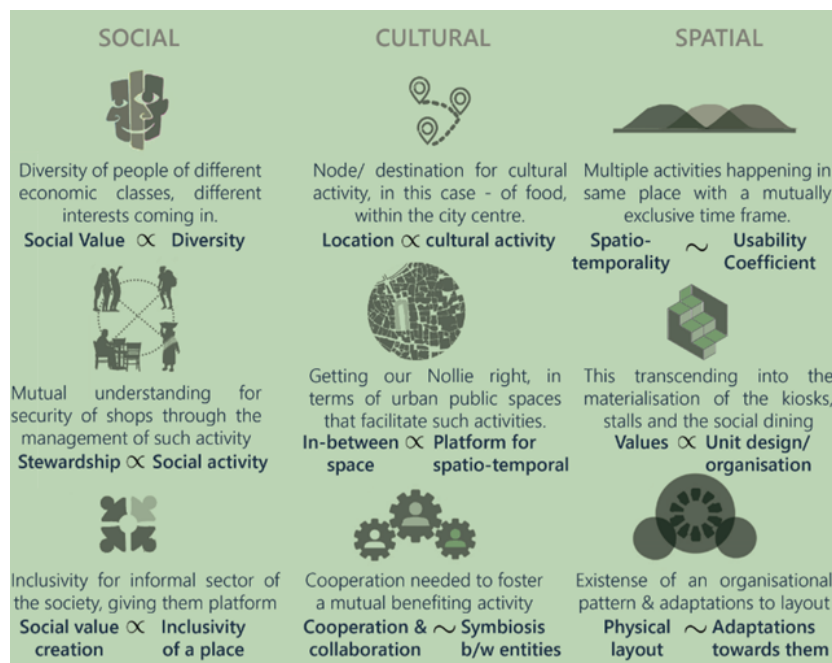 SOCIAL
Diversity of people of different
economic classes, different
interests coming in.
Social Value ∝ Diversity
Mutual understanding for
security of shops through the
management of such activity
Stewardship ∝ Social activity
Inclusivity for informal sector of
the society, giving them platform
Social value ∝ Inclusivity
creation of a place
CULTURAL
Node/ destination for cultural
activity, in this case - of food,
within the city centre.
Location ∝ cultural activity
Getting our Nollie right, in
terms of urban public spaces
that facilitate such activities.
In-between ∝ Platform for
space spatio-temporal
Cooperation needed to foster
a mutual benefiting activity
Cooperation & ~ Symbiosis
collaboration b/w entities
SPATIAL
Multiple activities happening in
same place with a mutually
exclusive time frame.
Spatio- ~ Usability
temporality Coefficient
This transcending into the
materialisation of the kiosks,
stalls and the social dining
Values ∝ Unit design/
organisation
Existense of an organisational
pattern & adaptations to layout
Physical ~ Adaptations
layout towards them